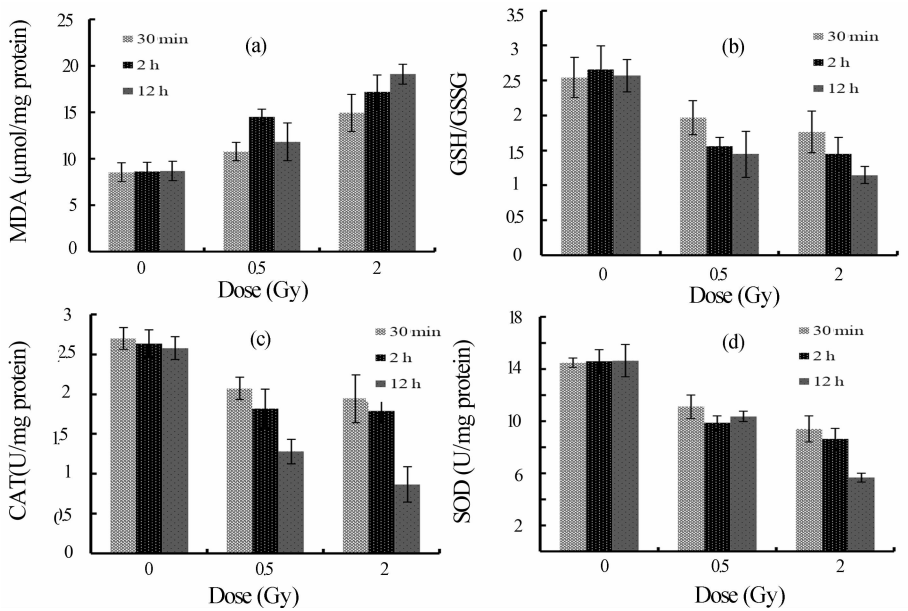 MDA (µmol/mg protein)
25
20
15
10
5
0
(a)
30 min
2 h
12 h
0
0.5
2
Dose (Gy)
GSH/GSSG
3.5
3
2.5
2
1.5
1
0.5
0
(b)
30 min
2 h
12 h
0
0.5
2
Dose (Gy)
CAT(U/mg protein)
3
2.5
2
1.5
1
0.5
0
(c)
30 min
2 h
12 h
0
0.5
2
Dose (Gy)
SOD (U/mg protein)
18
14
10
6
2
(d)
30 min
2 h
12 h
0
0.5
2
Dose (Gy)